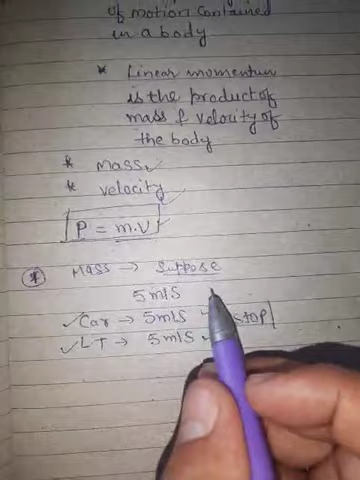 of motion contained
in a body
* Linear momentum
is the product of
mass & velocity of
the body
* Mass
* velocity
P = m.v
* Mass → Suppose
5 m/s
Car → 5 m/s stop
LT → 5 m/s